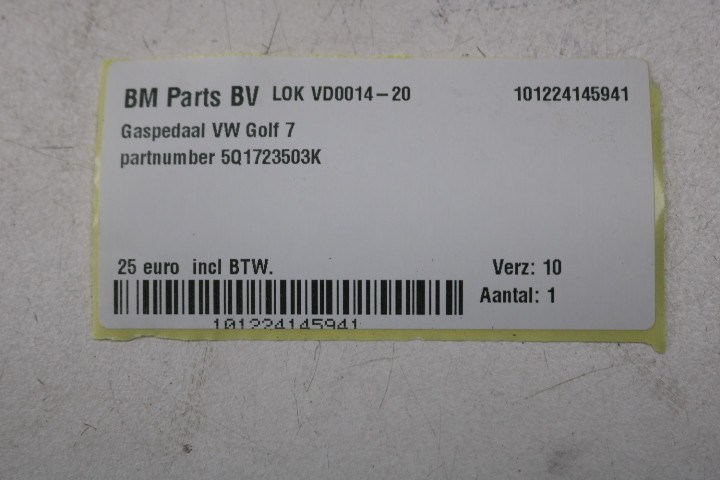 BM Parts BV LOK VD0014-20 101224145941
Gaspedaal VW Golf 7
partnumber 5Q1723503K
25 euro incl BTW. Verz: 10
Aantal: 1
101224145941